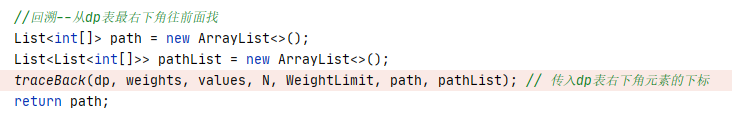 //回溯--从dp表最右下角往前面找
List<int[]> path = new ArrayList<>();
List<List<int[]>> pathList = new ArrayList<>();
traceBack(dp, weights, values, N, WeightLimit, path, pathList); // 传入dp表右下角元素的下标
return path;